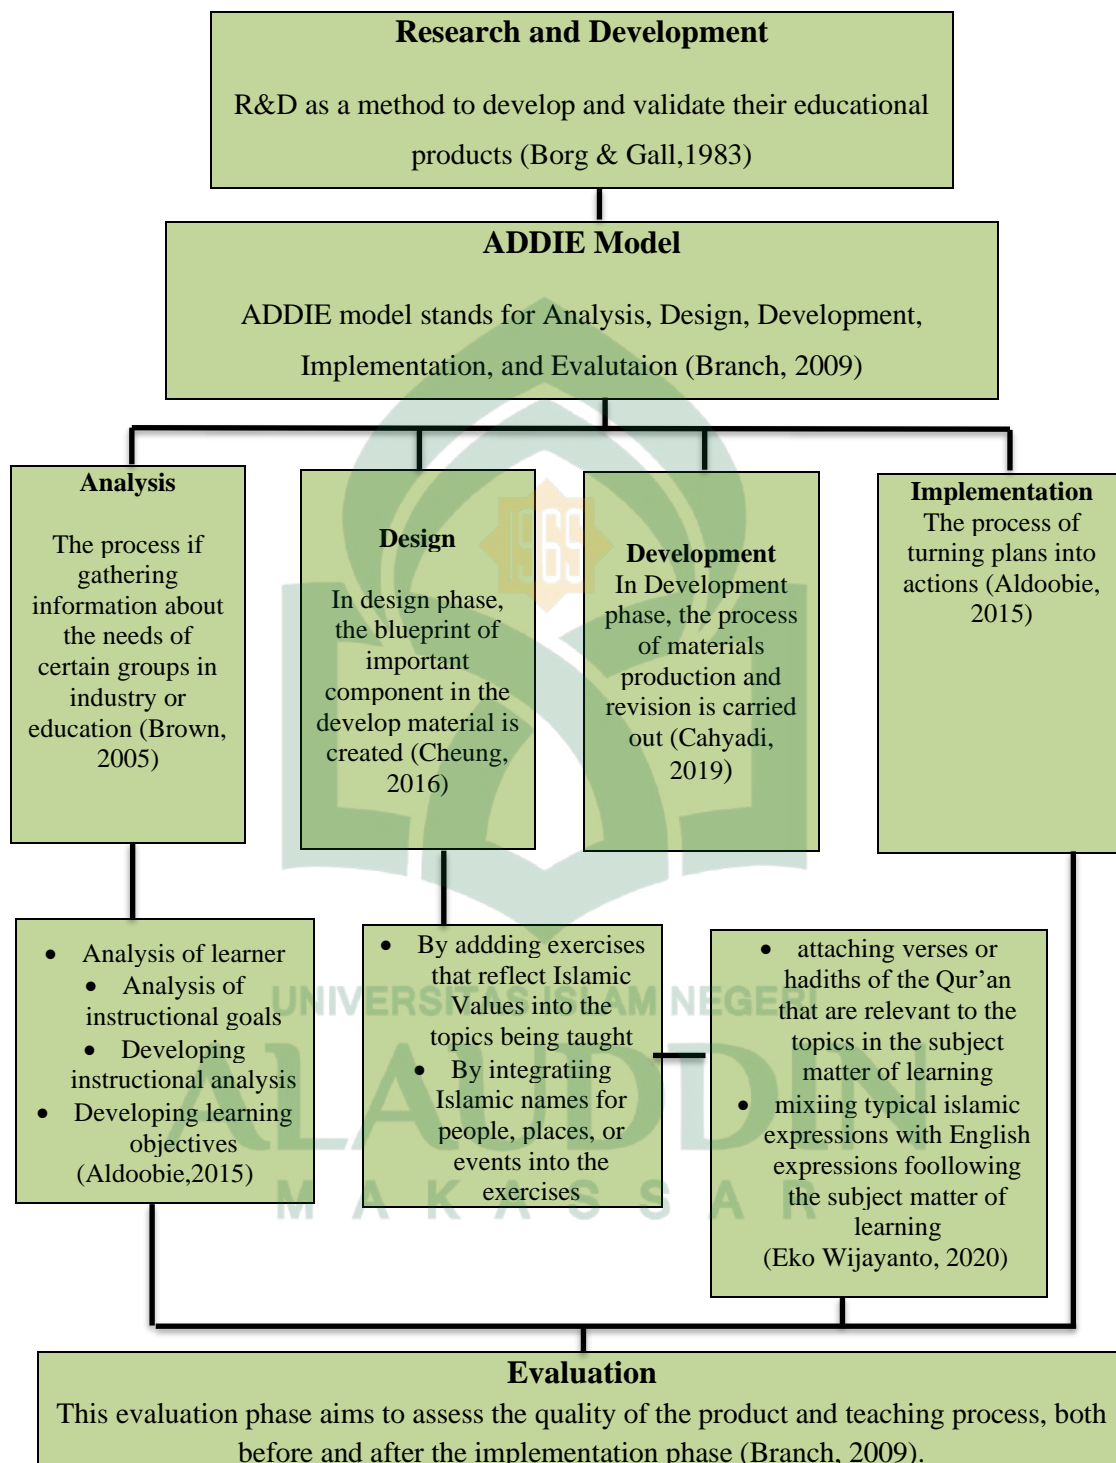 Research and Development
R&D as a method to develop and validate their educational
products (Borg & Gall,1983)
ADDIE Model
ADDIE model stands for Analysis, Design, Development,
Implementation, and Evalutaion (Branch, 2009)
Analysis
The process if
gathering
information about
the needs of
certain groups in
industry or
education (Brown,
2005)
Design
In design phase,
the blueprint of
important
component in the
develop material is
created (Cheung,
2016)
Development
In Development
phase, the process
of materials
production and
revision is carried
out (Cahyadi,
2019)
Implementation
The process of
turning plans into
actions (Aldoobie,
2015)
1969
• Analysis of learner
• Analysis of
instructional goals
• Developing
instructional analysis
• Developing learning
objectives
(Aldoobie,2015)
• By addding exercises
that reflect Islamic
Values into the
topics being taught
• By integratiing
Islamic names for
people, places, or
events into the
exercises
• attaching verses or
hadiths of the Qur’an
that are relevant to the
topics in the subject
matter of learning
• mixiing typical islamic
expressions with English
expressions foollowing
the subject matter of
learning
(Eko Wijayanto, 2020)
UNIVERSITAS ISLAM NEGERI
ALAUDDIN
MAKASSAR
Evaluation
This evaluation phase aims to assess the quality of the product and teaching process, both
before and after the implementation phase (Branch, 2009).